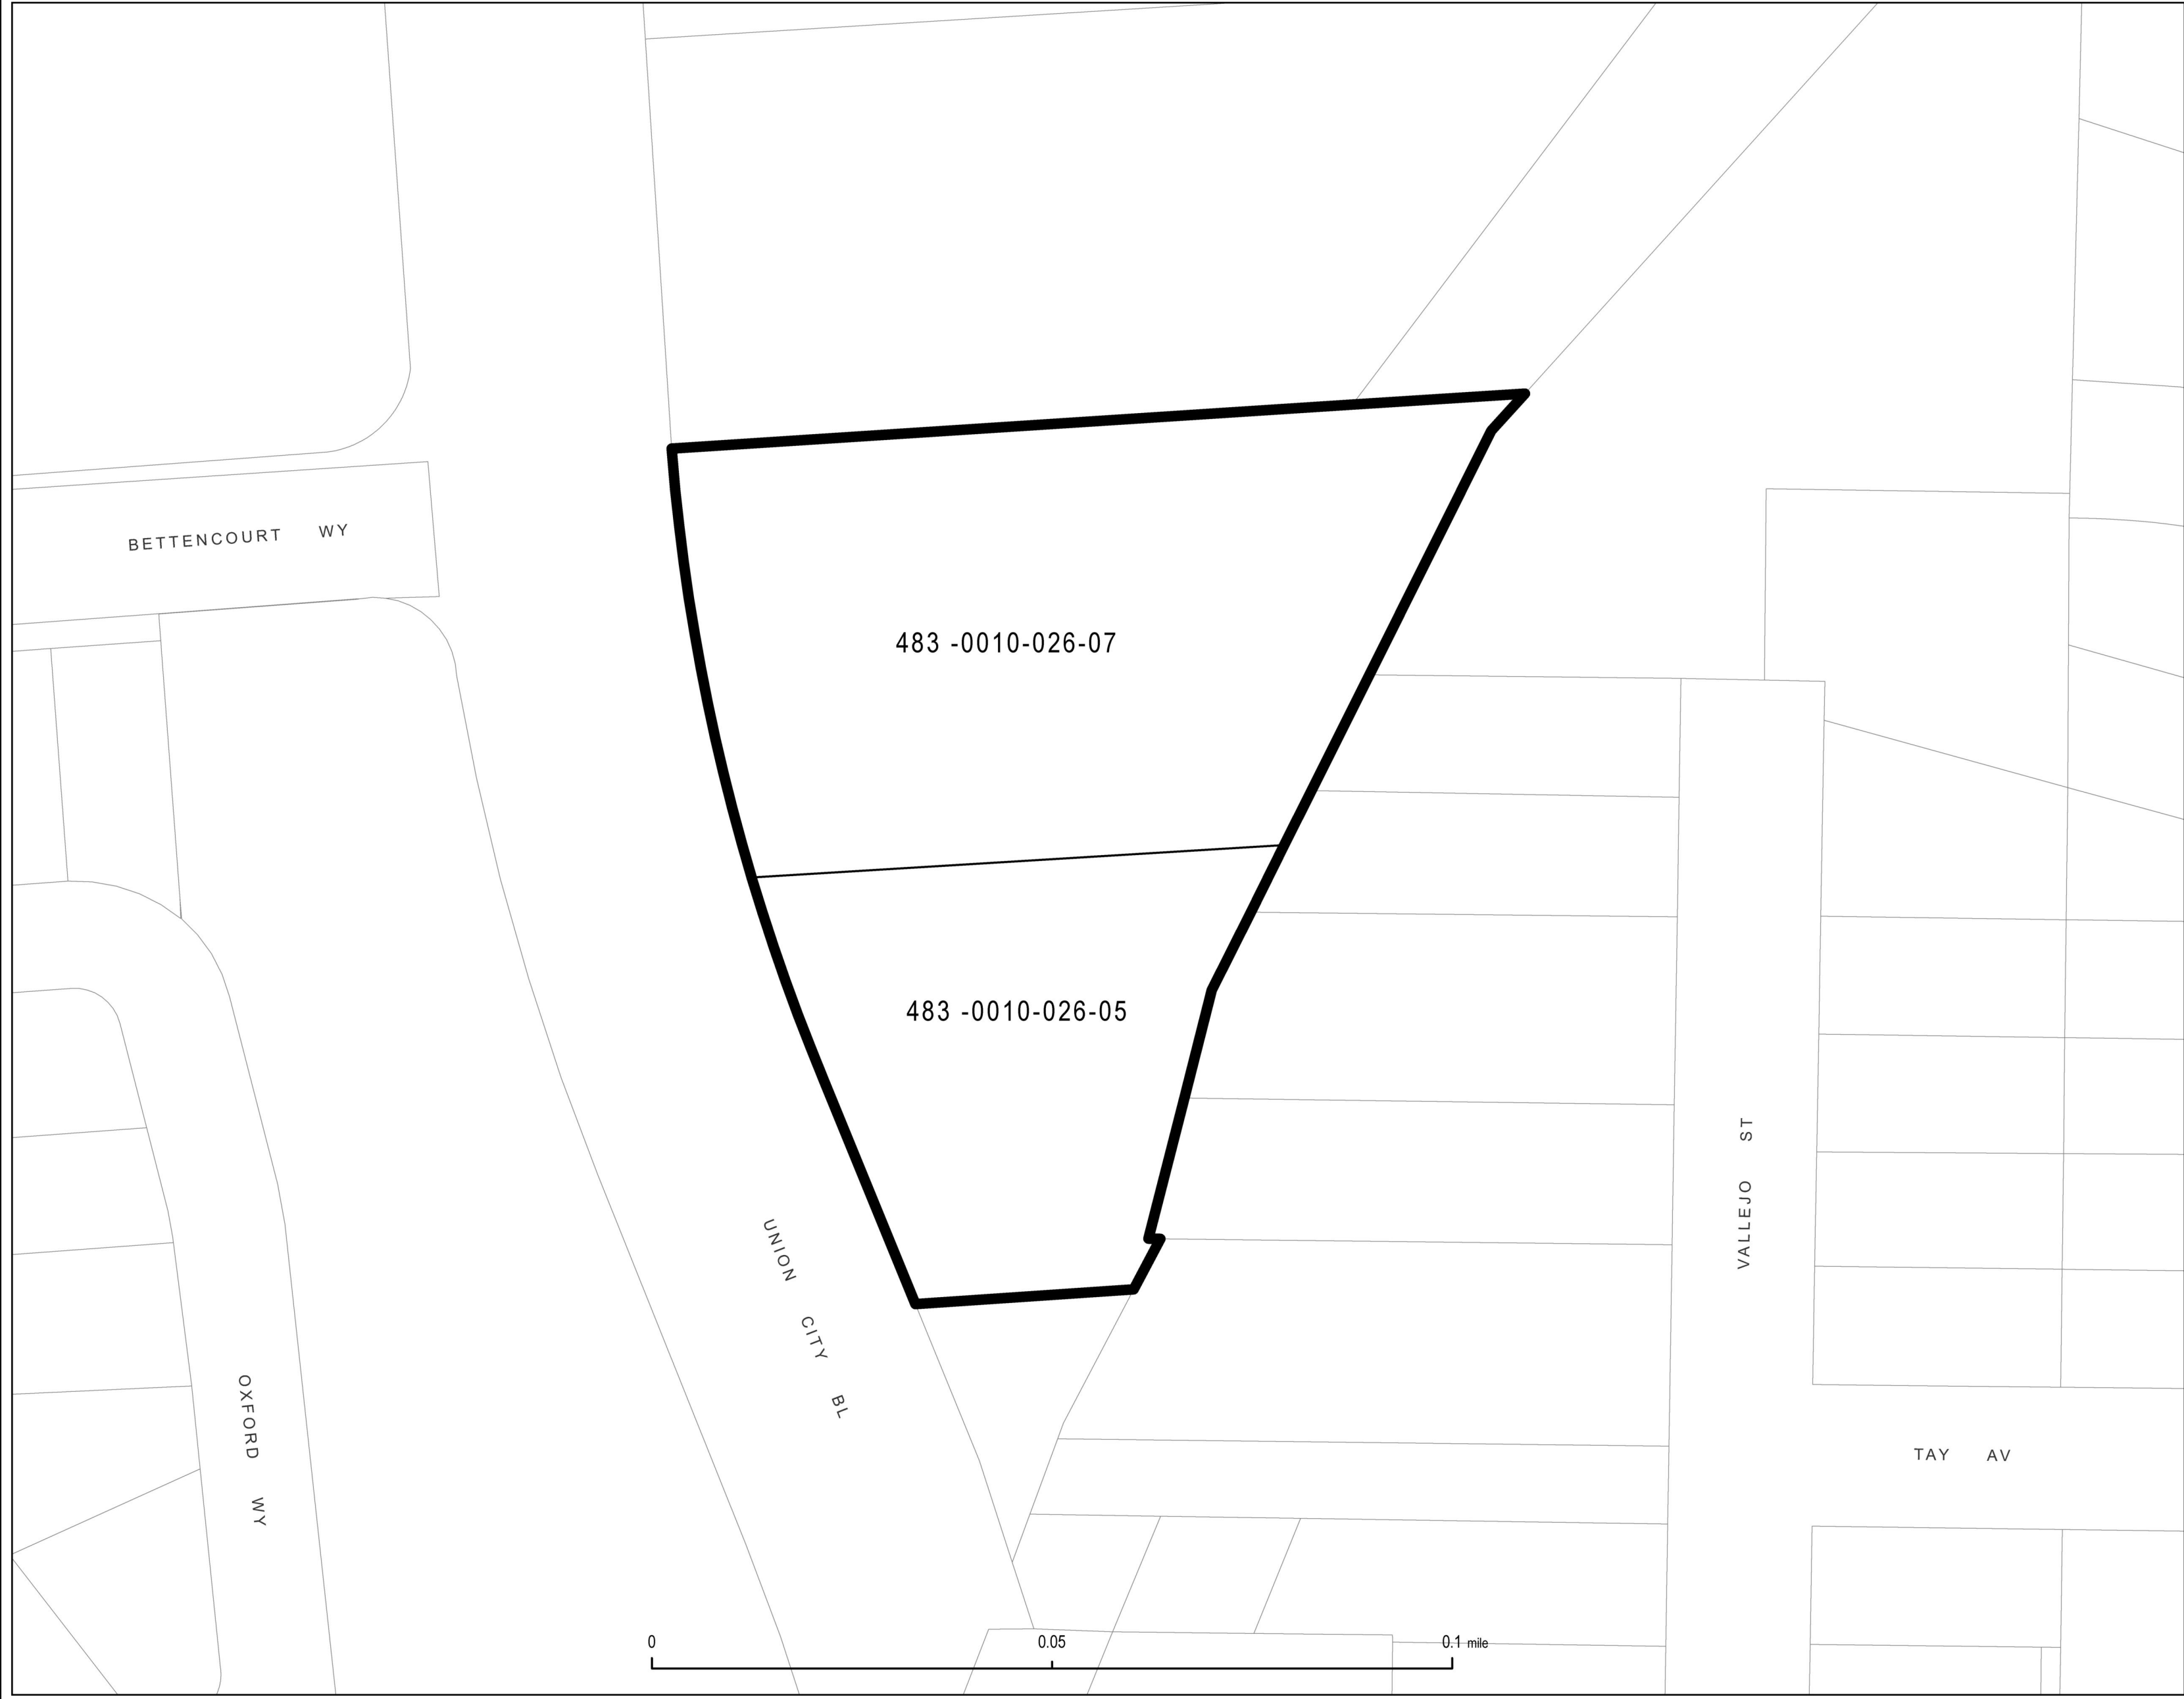 BETTENCOURT WY
483 -0010-026-07
483 -0010-026-05
VALLEJO ST
UNION CITY BL
OXFORD WY
TAY AV
0 0.05 0.1 mile